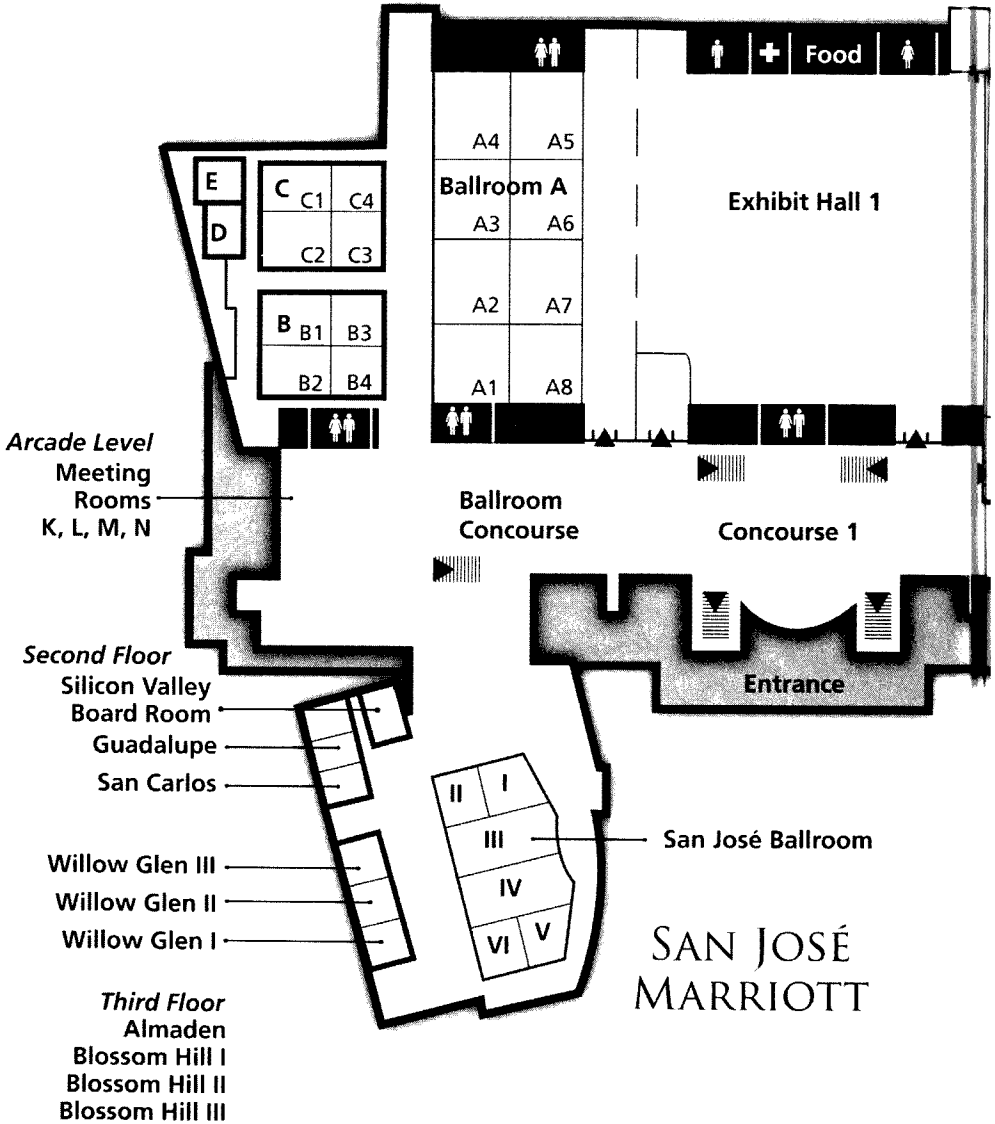 Food
A4 A5
Ballroom A
A3 A6
A2 A7
A1 A8
Exhibit Hall 1
E
D
C C1 C4
C2 C3
B B1 B3
B2 B4
Arcade Level
Meeting
Rooms
K, L, M, N
Ballroom
Concourse
Concourse 1
Entrance
Second Floor
Silicon Valley
Board Room
Guadalupe
San Carlos
Willow Glen III
Willow Glen II
Willow Glen I
II I
III
IV
VI V
San José Ballroom
SAN JOSÉ
MARRIOTT
Third Floor
Almaden
Blossom Hill I
Blossom Hill II
Blossom Hill III